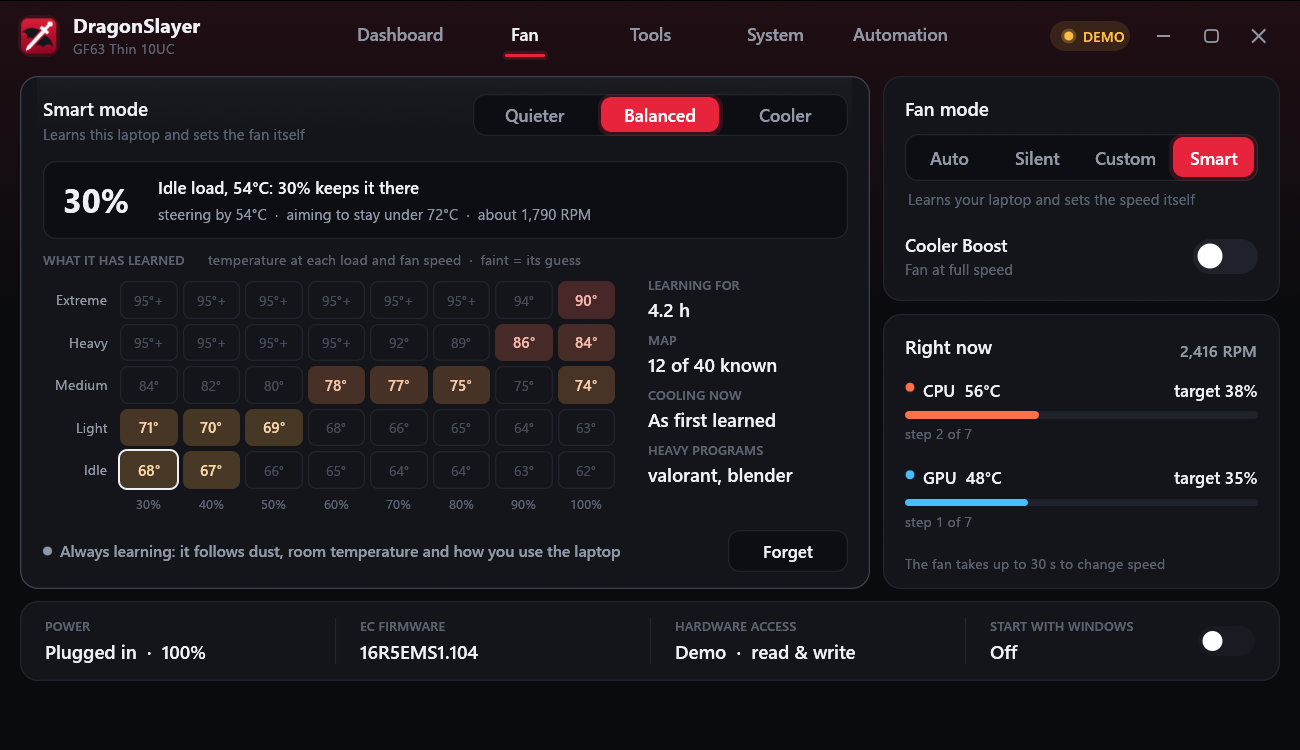 DragonSlayer
GF63 Thin 10UC
Dashboard Fan Tools System Automation
DEMO
Smart mode
Learns this laptop and sets the fan itself
Quieter Balanced Cooler
30%
Idle load, 54°C: 30% keeps it there
steering by 54°C · aiming to stay under 72°C · about 1,790 RPM
WHAT IT HAS LEARNED temperature at each load and fan speed · faint = its guess
Extreme 95°+ 95°+ 95°+ 95°+ 95°+ 95°+ 94° 90°
Heavy 95°+ 95°+ 95°+ 95°+ 92° 89° 86° 84°
Medium 84° 82° 80° 78° 77° 75° 75° 74°
Light 71° 70° 69° 68° 66° 65° 64° 63°
Idle 68° 67° 66° 65° 64° 64° 63° 62°
30% 40% 50% 60% 70% 80% 90% 100%
LEARNING FOR
4.2 h
MAP
12 of 40 known
COOLING NOW
As first learned
HEAVY PROGRAMS
valorant, blender
Always learning: it follows dust, room temperature and how you use the laptop
Forget
Fan mode
Auto Silent Custom Smart
Learns your laptop and sets the speed itself
Cooler Boost
Fan at full speed
Right now 2,416 RPM
CPU 56°C target 38%
step 2 of 7
GPU 48°C target 35%
step 1 of 7
The fan takes up to 30 s to change speed
POWER
Plugged in · 100%
EC FIRMWARE
16R5EMS1.104
HARDWARE ACCESS
Demo · read & write
START WITH WINDOWS
Off